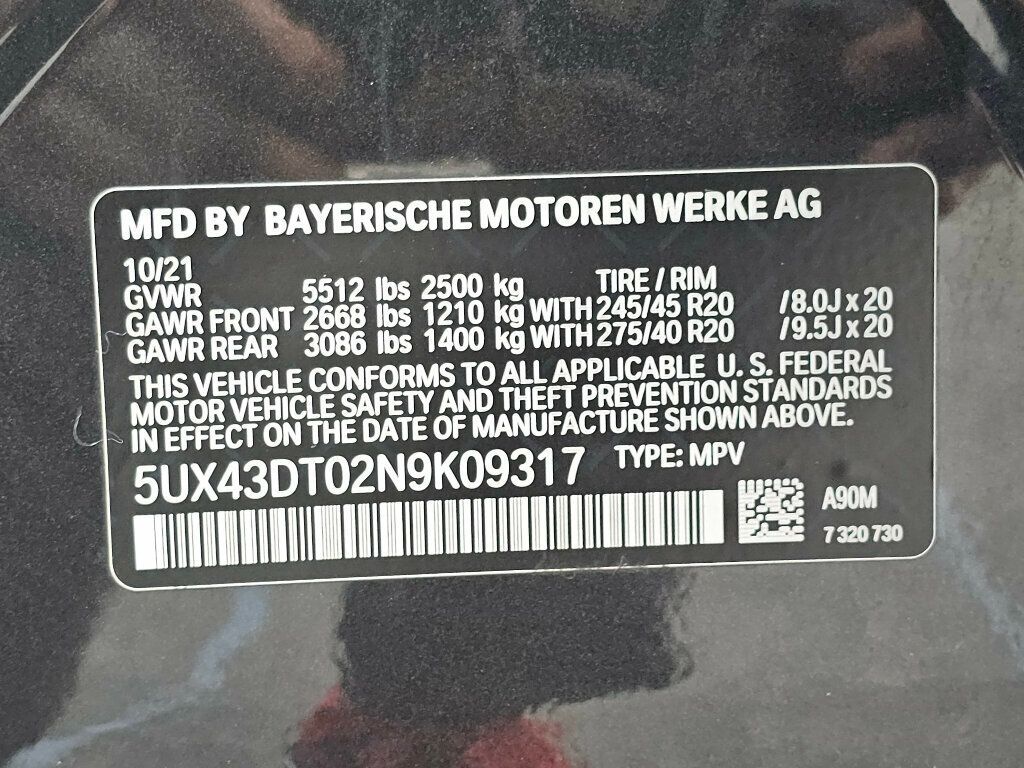 MFD BY BAYERISCHE MOTOREN WERKE AG
10/21
GVWR 5512 lbs 2500 kg TIRE / RIM
GAWR FRONT 2668 lbs 1210 kg WITH 245/45 R20 /8.0J x 20
GAWR REAR 3086 lbs 1400 kg WITH 275/40 R20 /9.5J x 20
THIS VEHICLE CONFORMS TO ALL APPLICABLE U. S. FEDERAL
MOTOR VEHICLE SAFETY AND THEFT PREVENTION STANDARDS
IN EFFECT ON THE DATE OF MANUFACTURE SHOWN ABOVE.
5UX43DT02N9K09317 TYPE: MPV
A90M
7 320 730